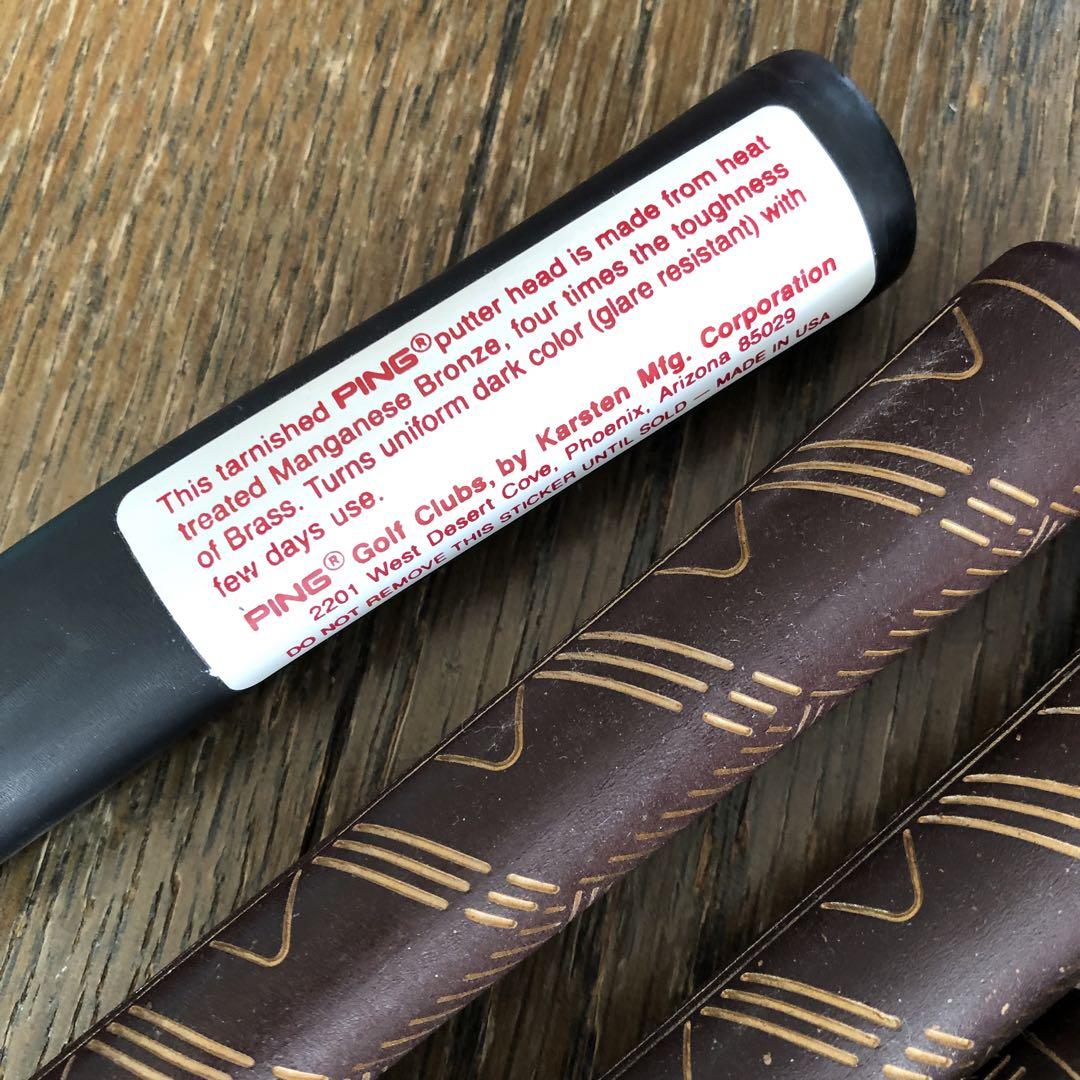 This tarnished PING® putter head is made from heat
treated Manganese Bronze, four times the toughness
of Brass. Turns uniform dark color (glare resistant) with
few days use.
PING® Golf Clubs, by Karsten Mfg. Corporation
2201 West Desert Cove, Phoenix, Arizona 85029
DO NOT REMOVE THIS STICKER UNTIL SOLD — MADE IN USA